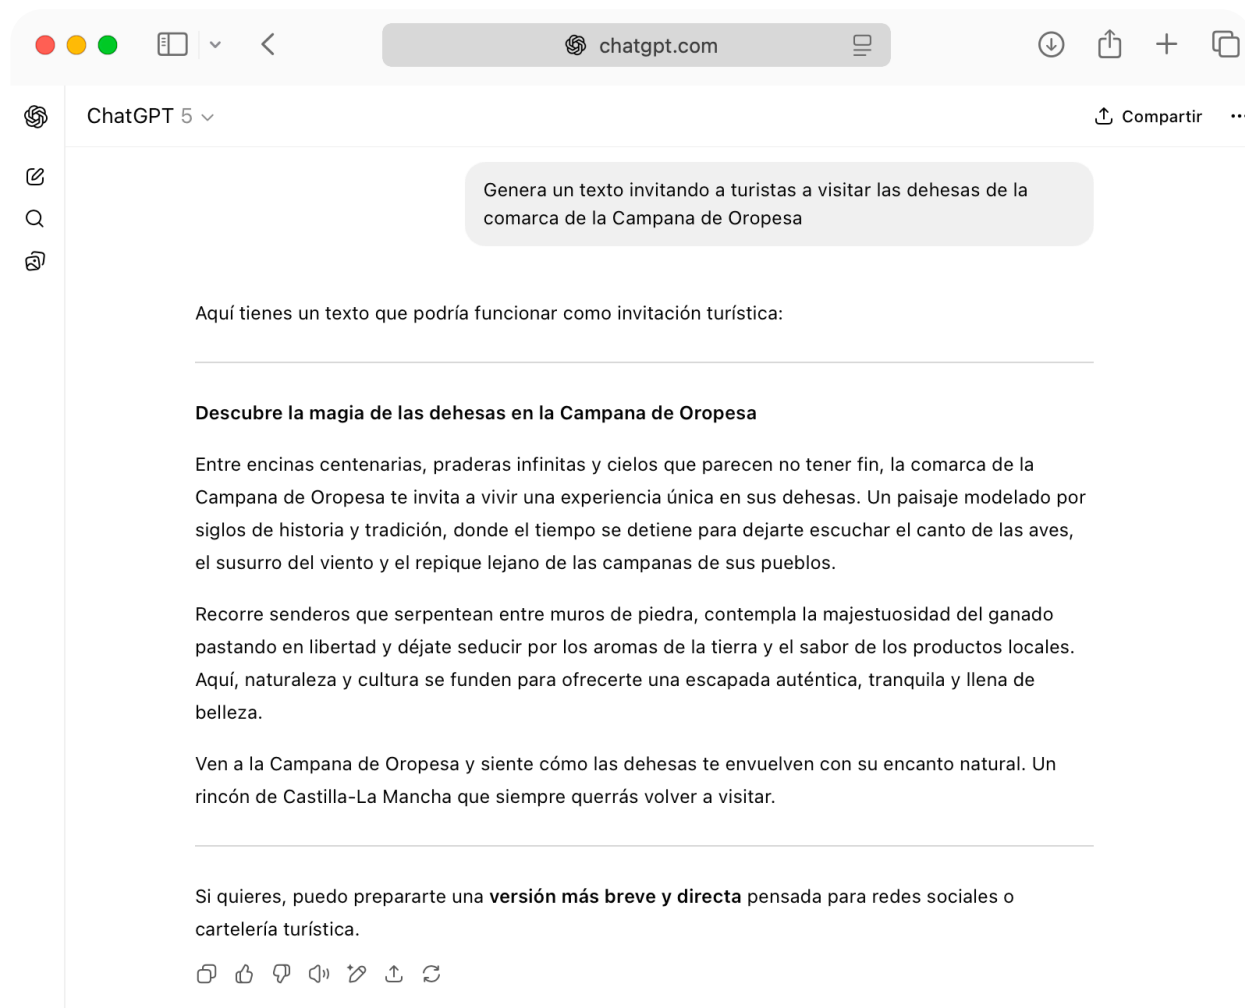 chatgpt.com
ChatGPT 5
Compartir
Genera un texto invitando a turistas a visitar las dehesas de la
comarca de la Campana de Oropesa
Aquí tienes un texto que podría funcionar como invitación turística:
Descubre la magia de las dehesas en la Campana de Oropesa
Entre encinas centenarias, praderas infinitas y cielos que parecen no tener fin, la comarca de la
Campana de Oropesa te invita a vivir una experiencia única en sus dehesas. Un paisaje modelado por
siglos de historia y tradición, donde el tiempo se detiene para dejarte escuchar el canto de las aves,
el susurro del viento y el repique lejano de las campanas de sus pueblos.
Recorre senderos que serpentean entre muros de piedra, contempla la majestuosidad del ganado
pastando en libertad y déjate seducir por los aromas de la tierra y el sabor de los productos locales.
Aquí, naturaleza y cultura se funden para ofrecerte una escapada auténtica, tranquila y llena de
belleza.
Ven a la Campana de Oropesa y siente cómo las dehesas te envuelven con su encanto natural. Un
rincón de Castilla-La Mancha que siempre querrás volver a visitar.
Si quieres, puedo prepararte una versión más breve y directa pensada para redes sociales o
cartelería turística.